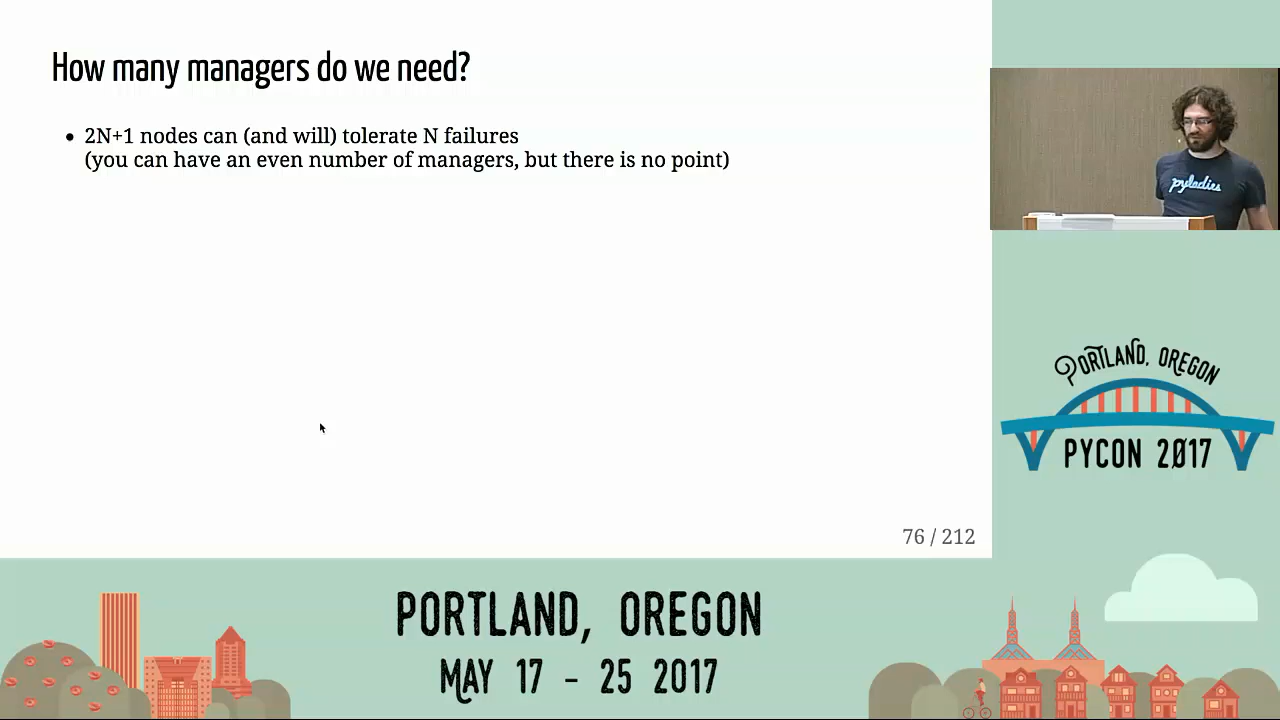 How many managers do we need?
• 2N+1 nodes can (and will) tolerate N failures
(you can have an even number of managers, but there is no point)
76 / 212
pyladies
PORTLAND, OREGON
PYCON 2017
PORTLAND, OREGON
MAY 17 - 25 2017